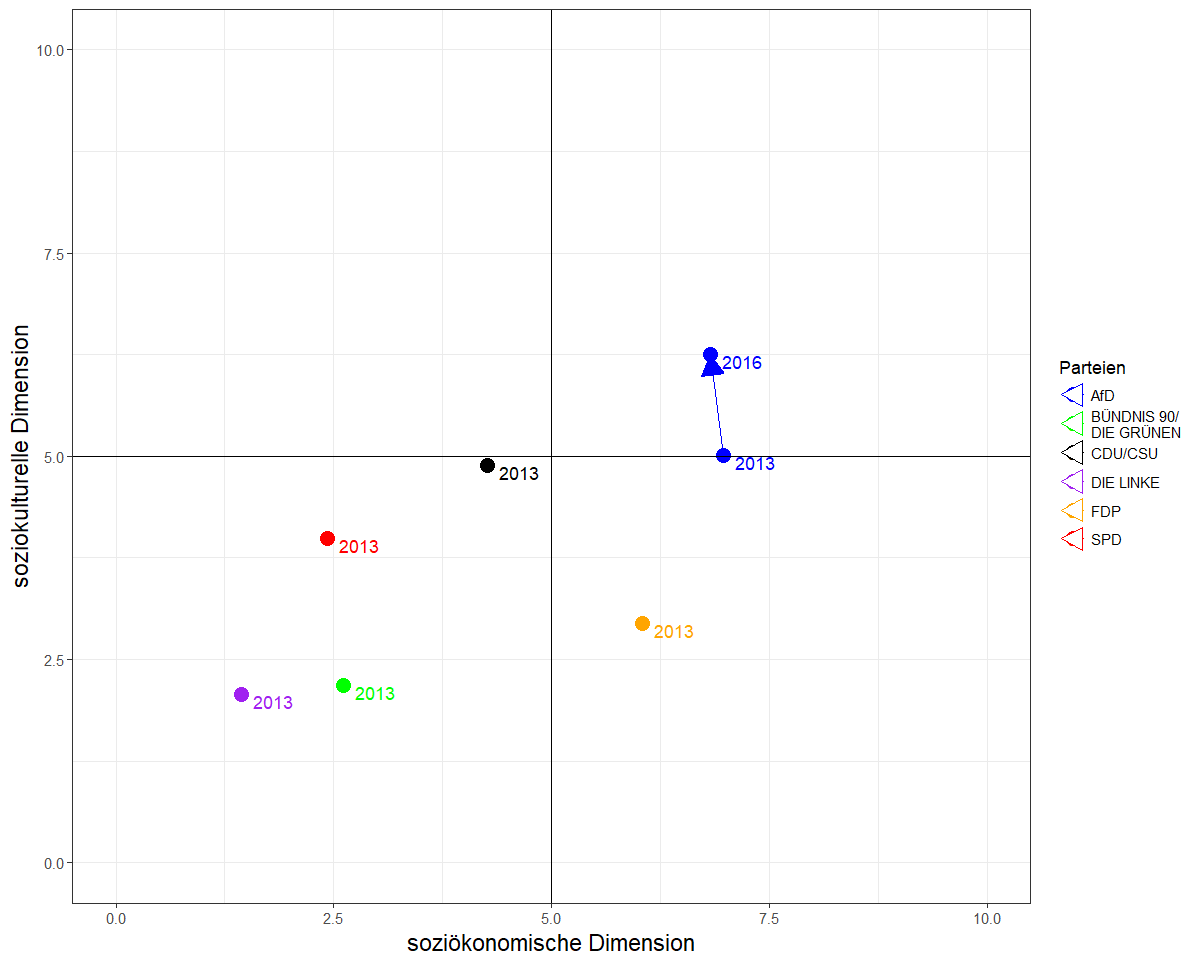 10.0
7.5
5.0
2.5
0.0
soziokulturelle Dimension
2016
2013
2013
2013
2013
2013
2013
0.0
2.5
5.0
7.5
10.0
soziökonomische Dimension
Parteien
AfD
BÜNDNIS 90/
DIE GRÜNEN
CDU/CSU
DIE LINKE
FDP
SPD